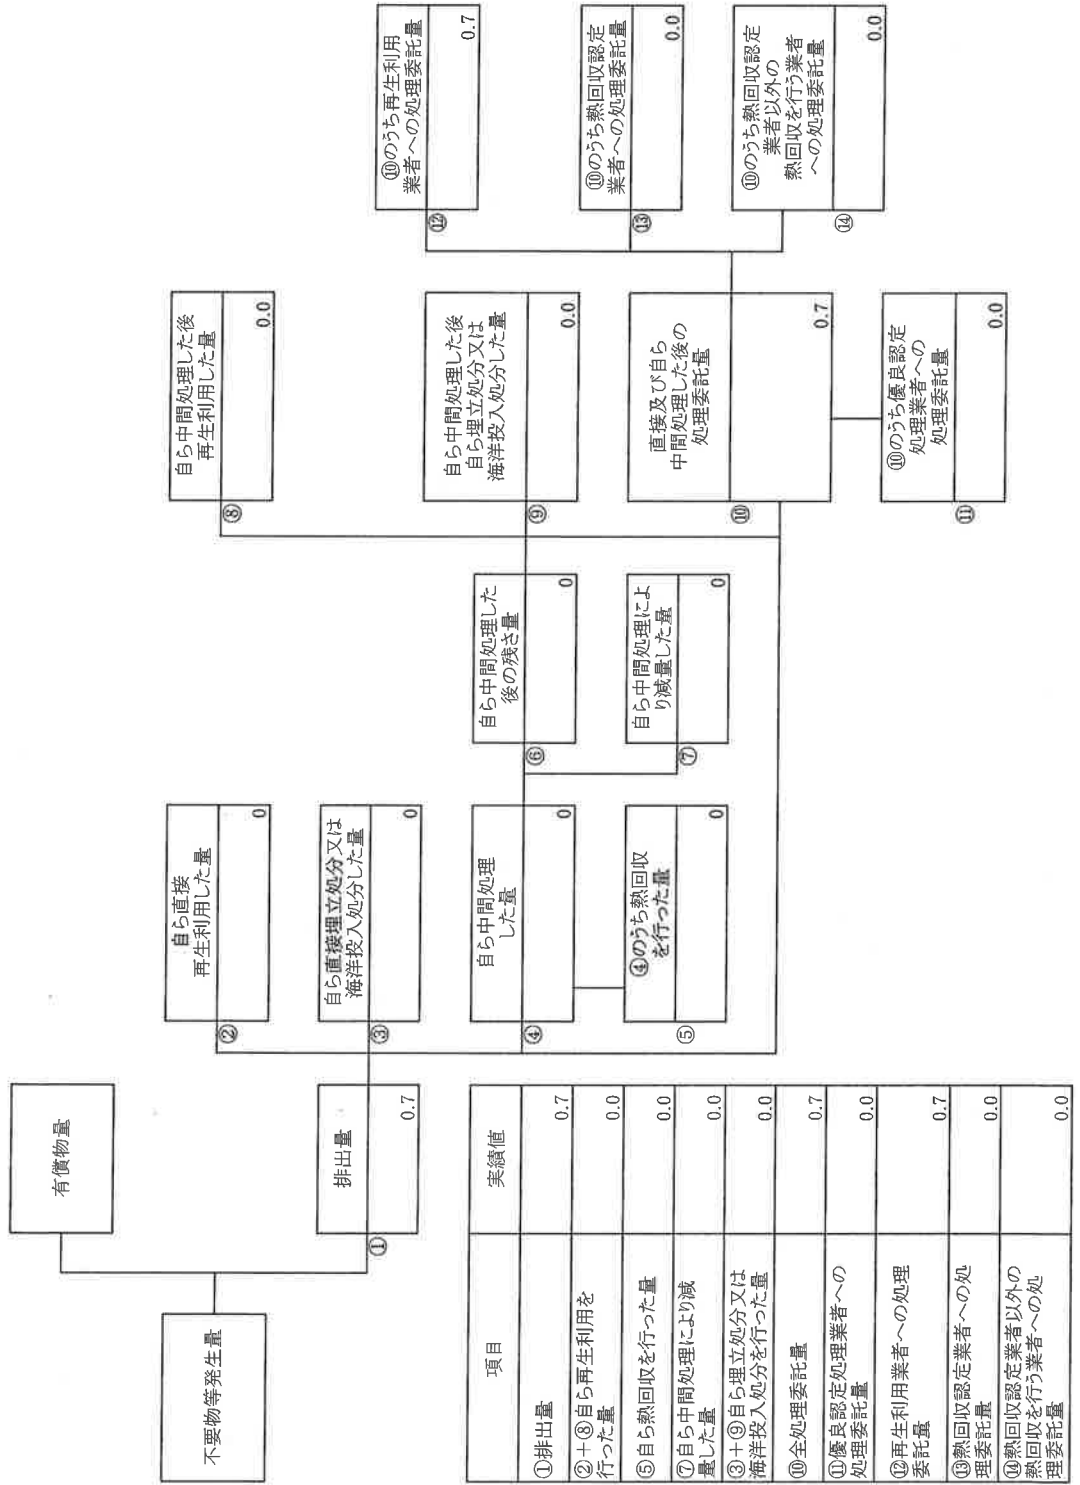 不要物等発生量
有償物量
①
排出量
0.7
②
自ら直接
再生利用した量
0
③
自ら直接埋立処分又は
海洋投入処分した量
0
④
自ら中間処理
した量
0
⑤
④のうち熱回収
を行った量
0
⑥
自ら中間処理した
後の残さ量
0
⑦
自ら中間処理によ
り減量した量
0
⑧
自ら中間処理した後
再生利用した量
0.0
⑨
自ら中間処理した後
自ら埋立処分又は
海洋投入処分した量
0.0
⑩
直接及び自ら
中間処理した後の
処理委託量
0.7
⑪
⑩のうち優良認定
処理業者への
処理委託量
0.0
⑫
⑩のうち再生利用
業者への処理委託量
0.7
⑬
⑩のうち熱回収認定
業者への処理委託量
0.0
⑭
⑩のうち熱回収認定
業者以外の
熱回収を行う業者
への処理委託量
0.0
項目 実績値
①排出量 0.7
②＋⑧自ら再生利用を
行った量 0.0
⑤自ら熱回収を行った量 0.0
⑦自ら中間処理により減
量した量 0.0
③＋⑨自ら埋立処分又は
海洋投入処分を行った量 0.0
⑩全処理委託量 0.7
⑪優良認定処理業者への
処理委託量 0.0
⑫再生利用業者への処理
委託量 0.7
⑬熱回収認定業者への処
理委託量 0.0
⑭熱回収認定業者以外の
熱回収を行う業者への処
理委託量 0.0